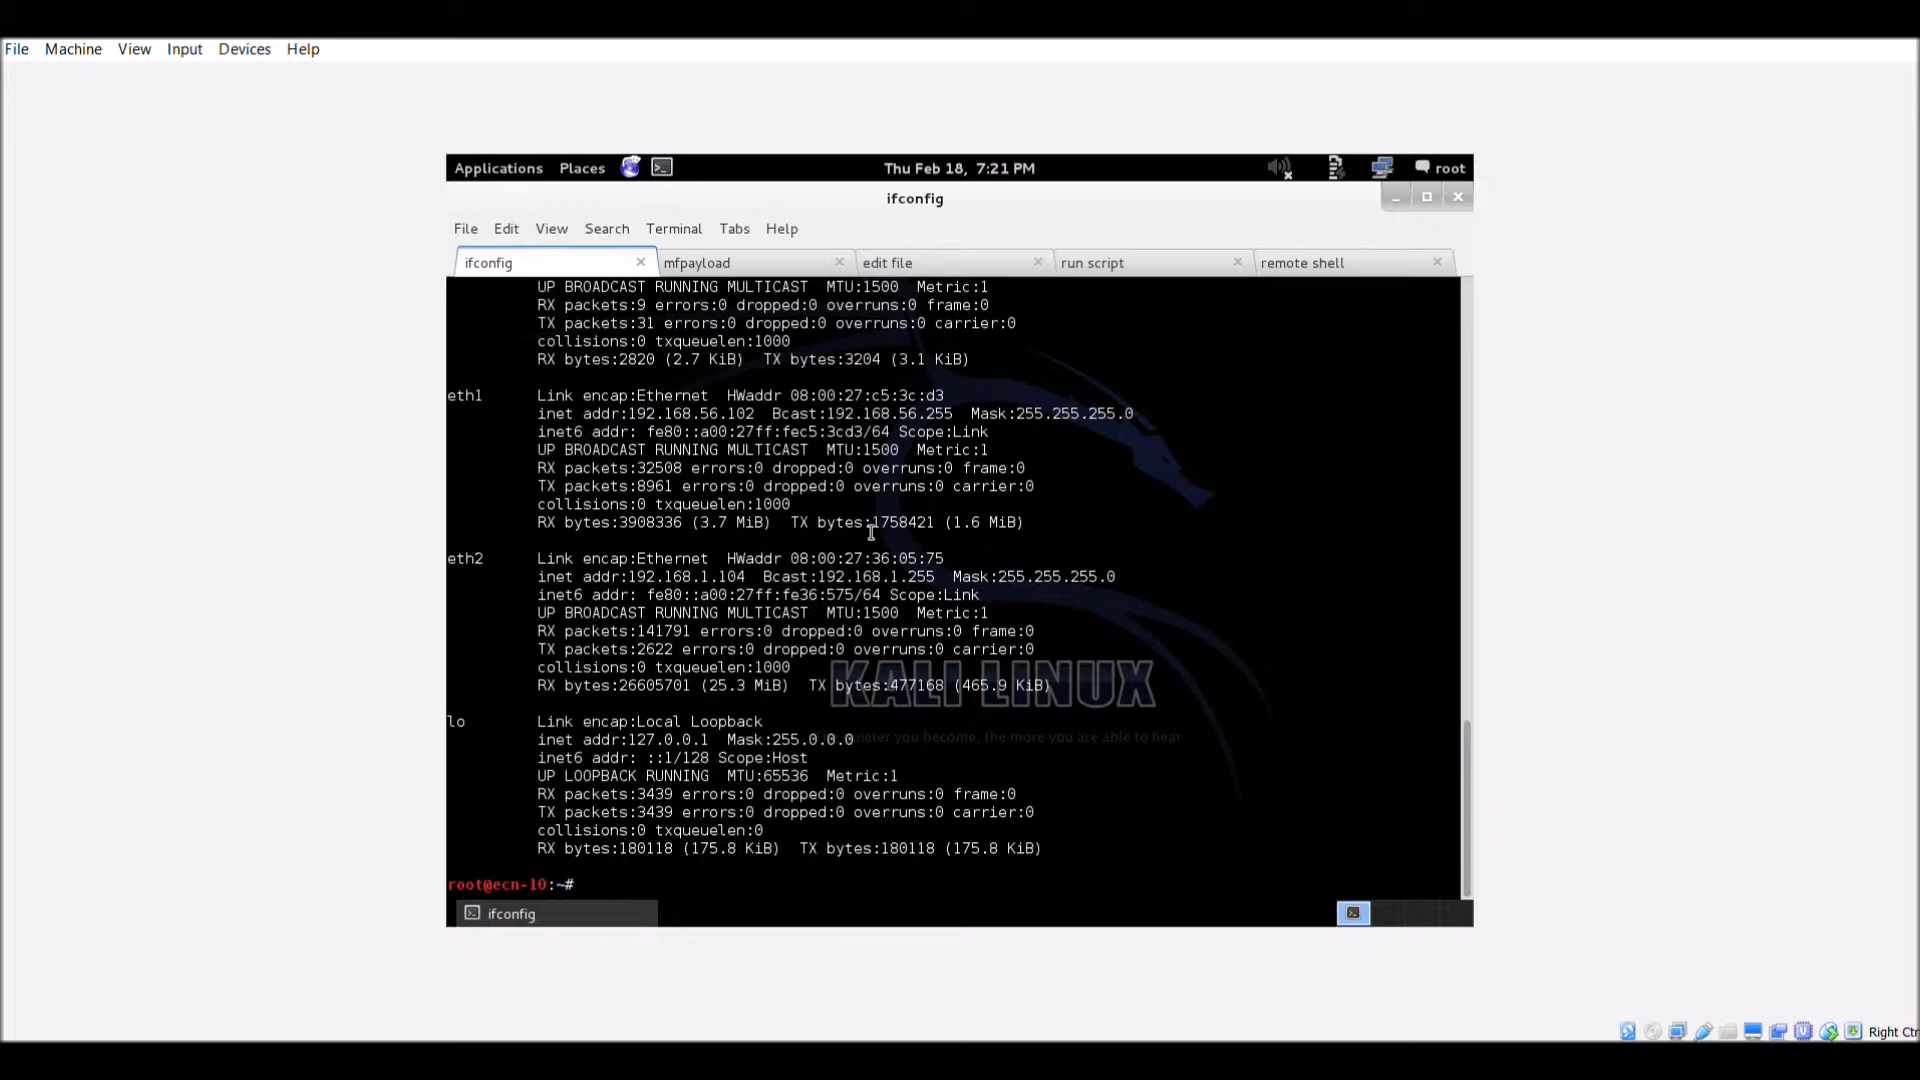 File Machine View Input Devices Help
Applications Places Thu Feb 18, 7:21 PM root
ifconfig
File Edit View Search Terminal Tabs Help
ifconfig mfpayload edit file run script remote shell
UP BROADCAST RUNNING MULTICAST MTU:1500 Metric:1
RX packets:9 errors:0 dropped:0 overruns:0 frame:0
TX packets:31 errors:0 dropped:0 overruns:0 carrier:0
collisions:0 txqueuelen:1000
RX bytes:2820 (2.7 KiB) TX bytes:3204 (3.1 KiB)
eth1 Link encap:Ethernet HWaddr 08:00:27:c5:3c:d3
inet addr:192.168.56.102 Bcast:192.168.56.255 Mask:255.255.255.0
inet6 addr: fe80::a00:27ff:fec5:3cd3/64 Scope:Link
UP BROADCAST RUNNING MULTICAST MTU:1500 Metric:1
RX packets:32508 errors:0 dropped:0 overruns:0 frame:0
TX packets:8961 errors:0 dropped:0 overruns:0 carrier:0
collisions:0 txqueuelen:1000
RX bytes:3908336 (3.7 MiB) TX bytes:1758421 (1.6 MiB)
eth2 Link encap:Ethernet HWaddr 08:00:27:36:05:75
inet addr:192.168.1.104 Bcast:192.168.1.255 Mask:255.255.255.0
inet6 addr: fe80::a00:27ff:fe36:575/64 Scope:Link
UP BROADCAST RUNNING MULTICAST MTU:1500 Metric:1
RX packets:141791 errors:0 dropped:0 overruns:0 frame:0
TX packets:2622 errors:0 dropped:0 overruns:0 carrier:0
collisions:0 txqueuelen:1000
RX bytes:26605701 (25.3 MiB) TX bytes:477168 (465.9 KiB)
KALI LINUX
lo Link encap:Local Loopback
inet addr:127.0.0.1 Mask:255.0.0.0
you become, the more you are able to hear
inet6 addr: ::1/128 Scope:Host
UP LOOPBACK RUNNING MTU:65536 Metric:1
RX packets:3439 errors:0 dropped:0 overruns:0 frame:0
TX packets:3439 errors:0 dropped:0 overruns:0 carrier:0
collisions:0 txqueuelen:0
RX bytes:180118 (175.8 KiB) TX bytes:180118 (175.8 KiB)
root@ecn-10:~#
ifconfig
Right Ctr